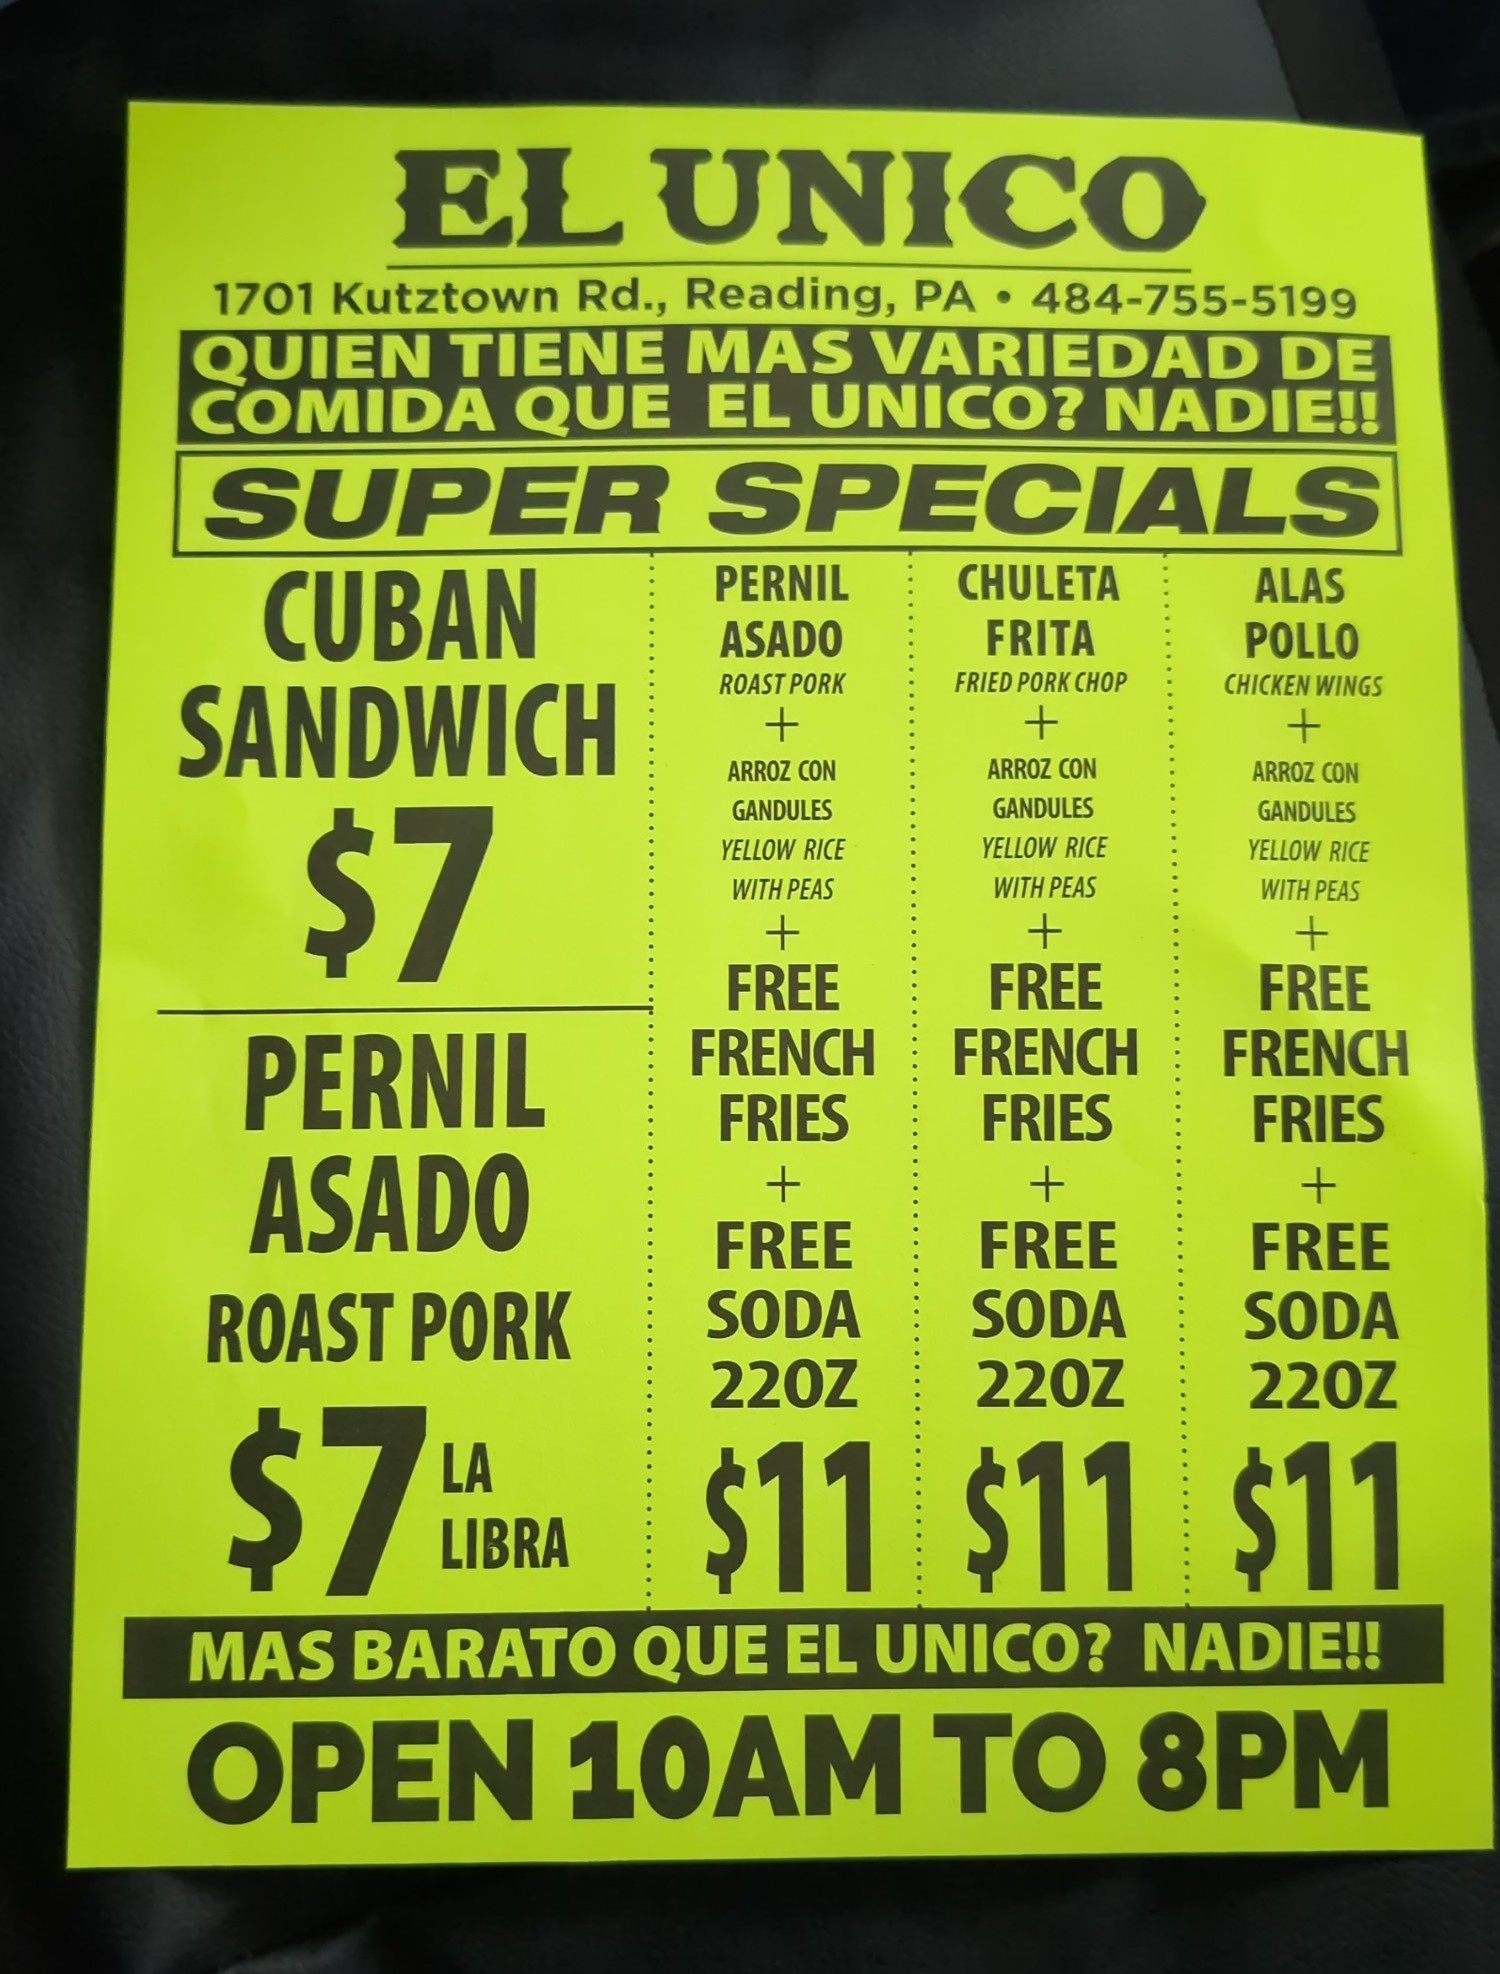 EL UNICO
1701 Kutztown Rd., Reading, PA • 484-755-5199
QUIEN TIENE MAS VARIEDAD DE
COMIDA QUE EL UNICO? NADIE!!
SUPER SPECIALS
CUBAN
SANDWICH
$7
PERNIL
ASADO
ROAST PORK
$7 LA
LIBRA
PERNIL
ASADO
ROAST PORK
+
ARROZ CON
GANDULES
YELLOW RICE
WITH PEAS
+
FREE
FRENCH
FRIES
+
FREE
SODA
22OZ
$11
CHULETA
FRITA
FRIED PORK CHOP
+
ARROZ CON
GANDULES
YELLOW RICE
WITH PEAS
+
FREE
FRENCH
FRIES
+
FREE
SODA
22OZ
$11
ALAS
POLLO
CHICKEN WINGS
+
ARROZ CON
GANDULES
YELLOW RICE
WITH PEAS
+
FREE
FRENCH
FRIES
+
FREE
SODA
22OZ
$11
MAS BARATO QUE EL UNICO? NADIE!!
OPEN 10AM TO 8PM